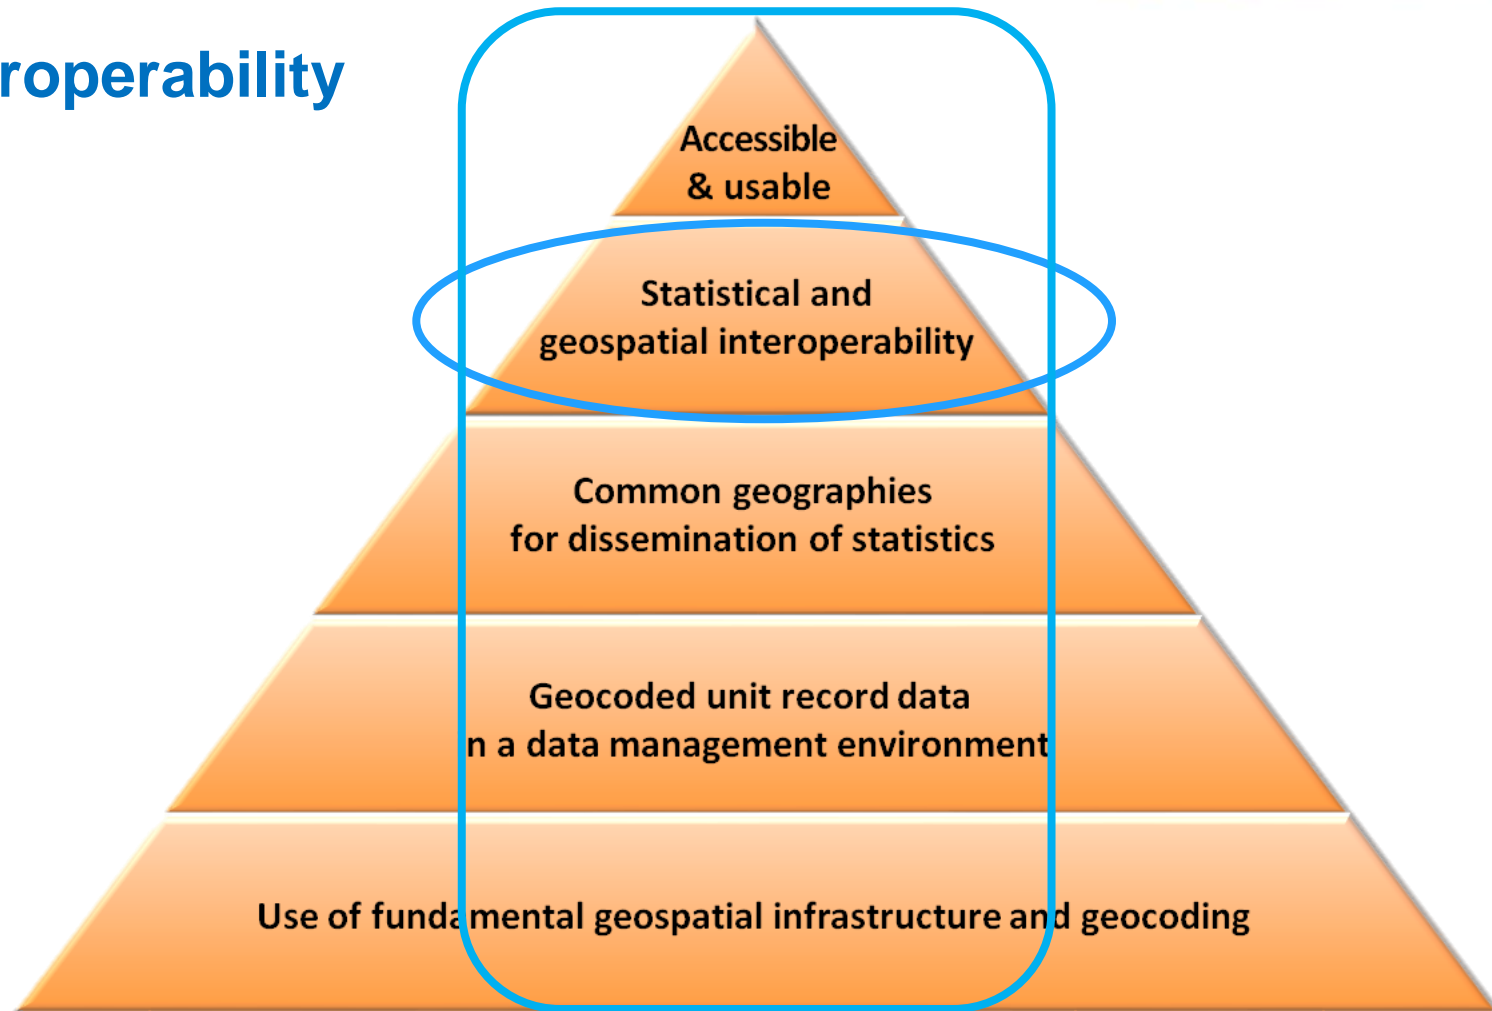 roperability
Accessible
& usable
Statistical and
geospatial interoperability
Common geographies
for dissemination of statistics
Geocoded unit record data
n a data management environment
Use of fundamental geospatial infrastructure and geocoding